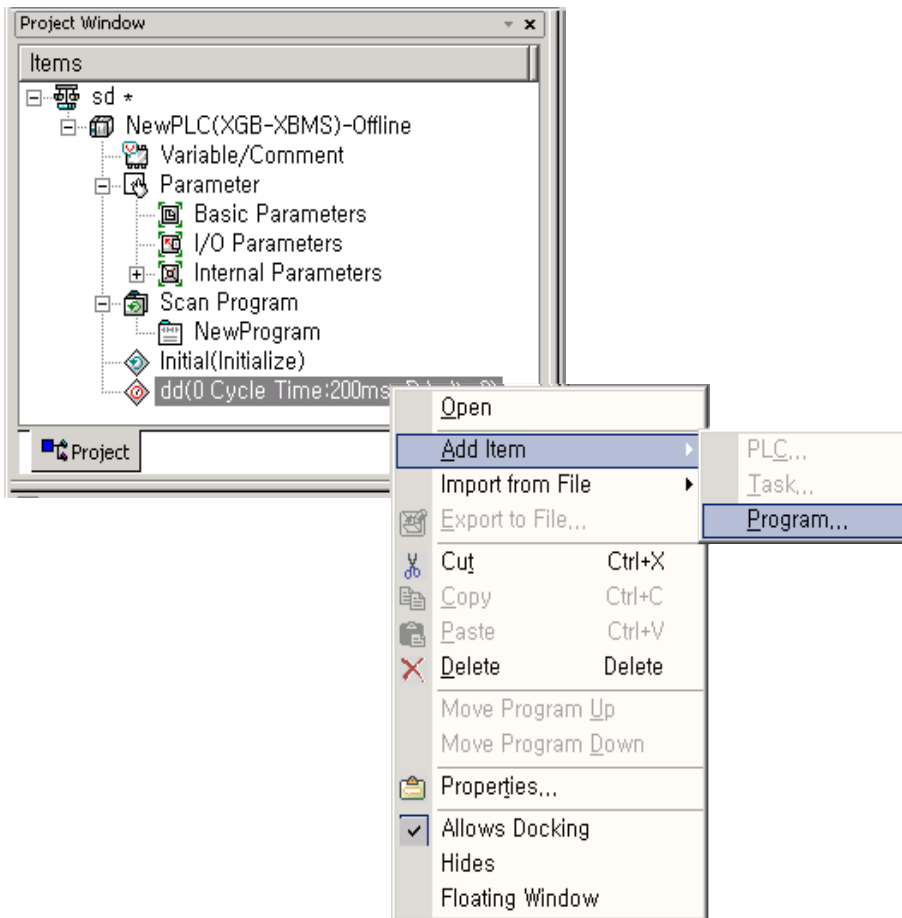 Project Window
Items
sd *
NewPLC(XGB-XBMS)-Offline
Variable/Comment
Parameter
Basic Parameters
I/O Parameters
Internal Parameters
Scan Program
NewProgram
Initial(Initialize)
dd(0 Cycle Time:200ms
Project
Open
Add Item
Import from File
Export to File...
Cut Ctrl+X
Copy Ctrl+C
Paste Ctrl+V
Delete Delete
Move Program Up
Move Program Down
Properties...
Allows Docking
Hides
Floating Window
PLC...
Task...
Program...